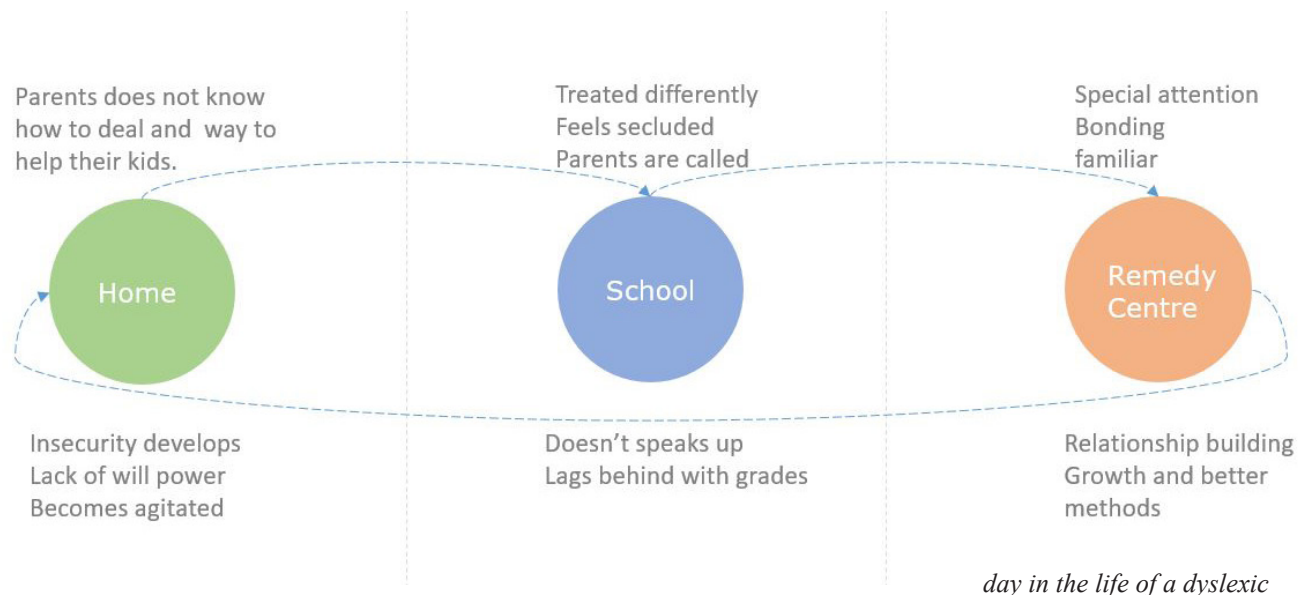 Parents does not know
how to deal and  way to
help their kids.
Treated differently
Feels secluded
Parents are called
Special attention
Bonding
familiar
Home
School
Remedy
Centre
Insecurity develops
Lack of will power
Becomes agitated
Doesn’t speaks up
Lags behind with grades
Relationship building
Growth and better
methods
day in the life of a dyslexic